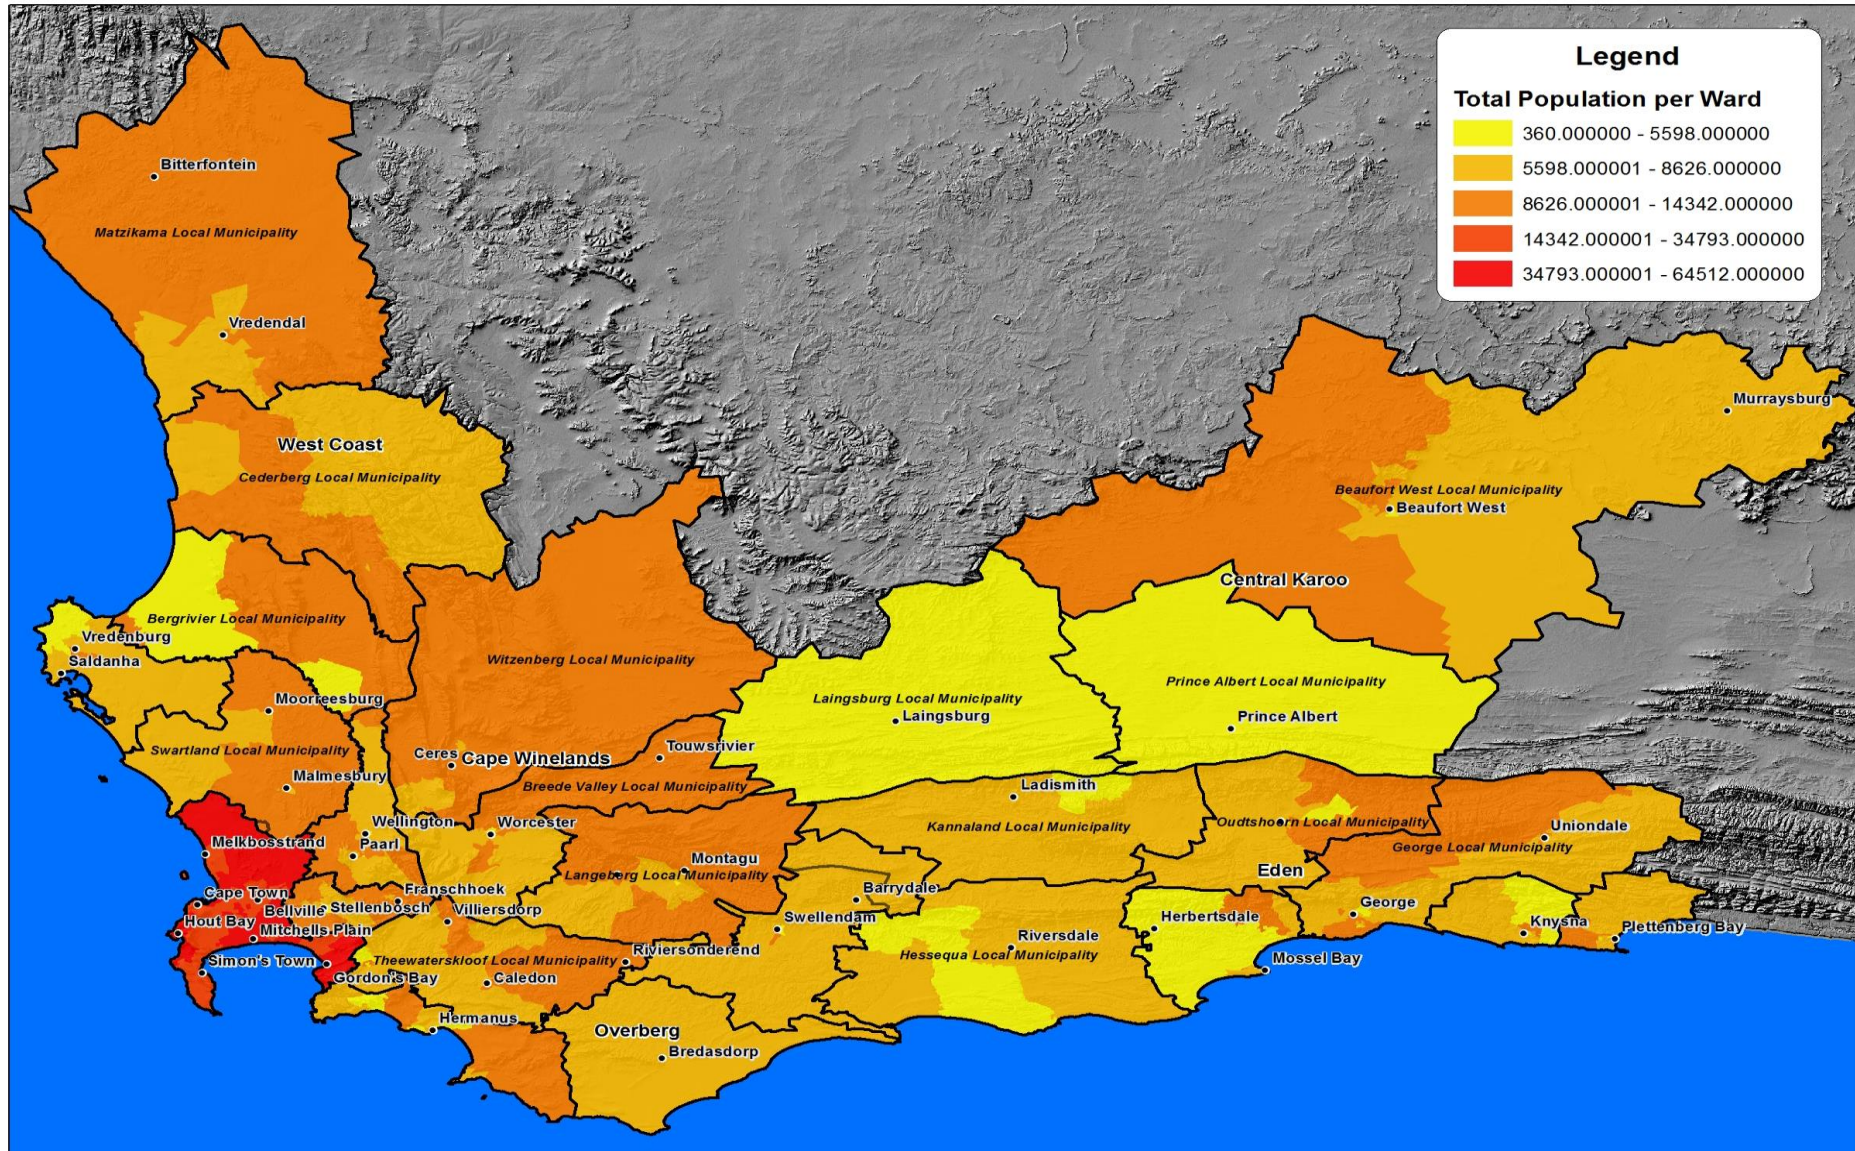 Legend
Total Population per Ward
360.000000 - 5598.000000
5598.000001 - 8626.000000
8626.000001 - 14342.000000
14342.000001 - 34793.000000
34793.000001 - 64512.000000
Bitterfontein
Matzikama Local Municipality
Vredendal
Murraysburg
West Coast
Cederberg Local Municipality
Beaufort West Local Municipality
Beaufort West
Central Karoo
Bergrivier Local Municipality
Vredenburg
Saldanha
Witzenberg Local Municipality
Prince Albert Local Municipality
Moorreesburg
Laingsburg Local Municipality
Laingsburg
Prince Albert
Swartland Local Municipality
Ceres
Cape Winelands
Touwsrivier
Malmesbury
Breede Valley Local Municipality
Ladismith
Wellington
Worcester
Kannaland Local Municipality
Oudtshoorn Local Municipality
Uniondale
Melkbosstrand
Paarl
George Local Municipality
Montagu
Langeberg Local Municipality
Eden
Cape Town
Franschhoek
Barrydale
Bellville
Stellenbosch
Villiersdorp
George
Hout Bay
Mitchells Plain
Swellendam
Herbertsdale
Knysna
Plettenberg Bay
Riviersonderend
Riversdale
Simon's Town
Theewaterskloof Local Municipality
Hessequa Local Municipality
Mossel Bay
Gordon's Bay
Caledon
Hermanus
Overberg
Bredasdorp